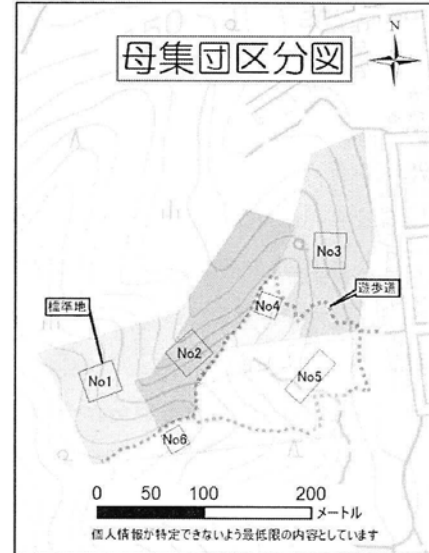 母集団区分図
N
No3
遊歩道
標準地
No4
No2
No1
No5
No6
0 50 100 200
メートル
個人情報が特定できないよう最低限の内容としています